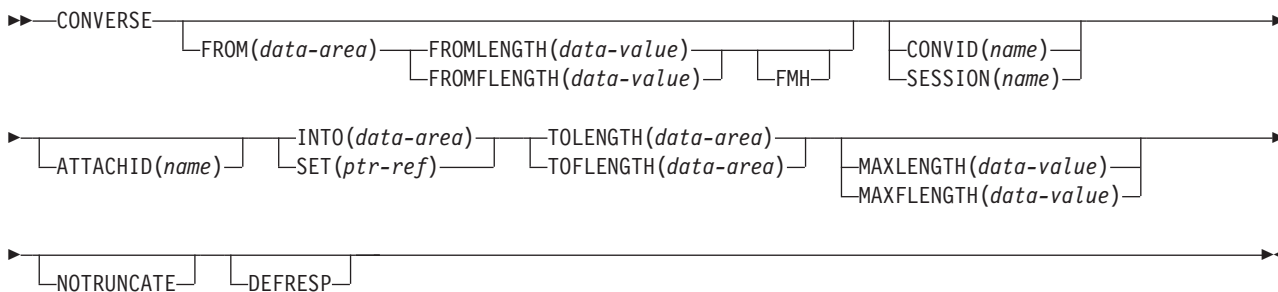 CONVERSE
FROM(data-area) FROMLENGTH(data-value) CONVID(name)
FROMFLENGTH(data-value) FMH SESSION(name)
INTO(data-area) TOLENGTH(data-area)
ATTACHID(name) SET(ptr-ref) TOFLENGTH(data-area) MAXLENGTH(data-value)
MAXFLENGTH(data-value)
NOTRUNCATE DEFRESP